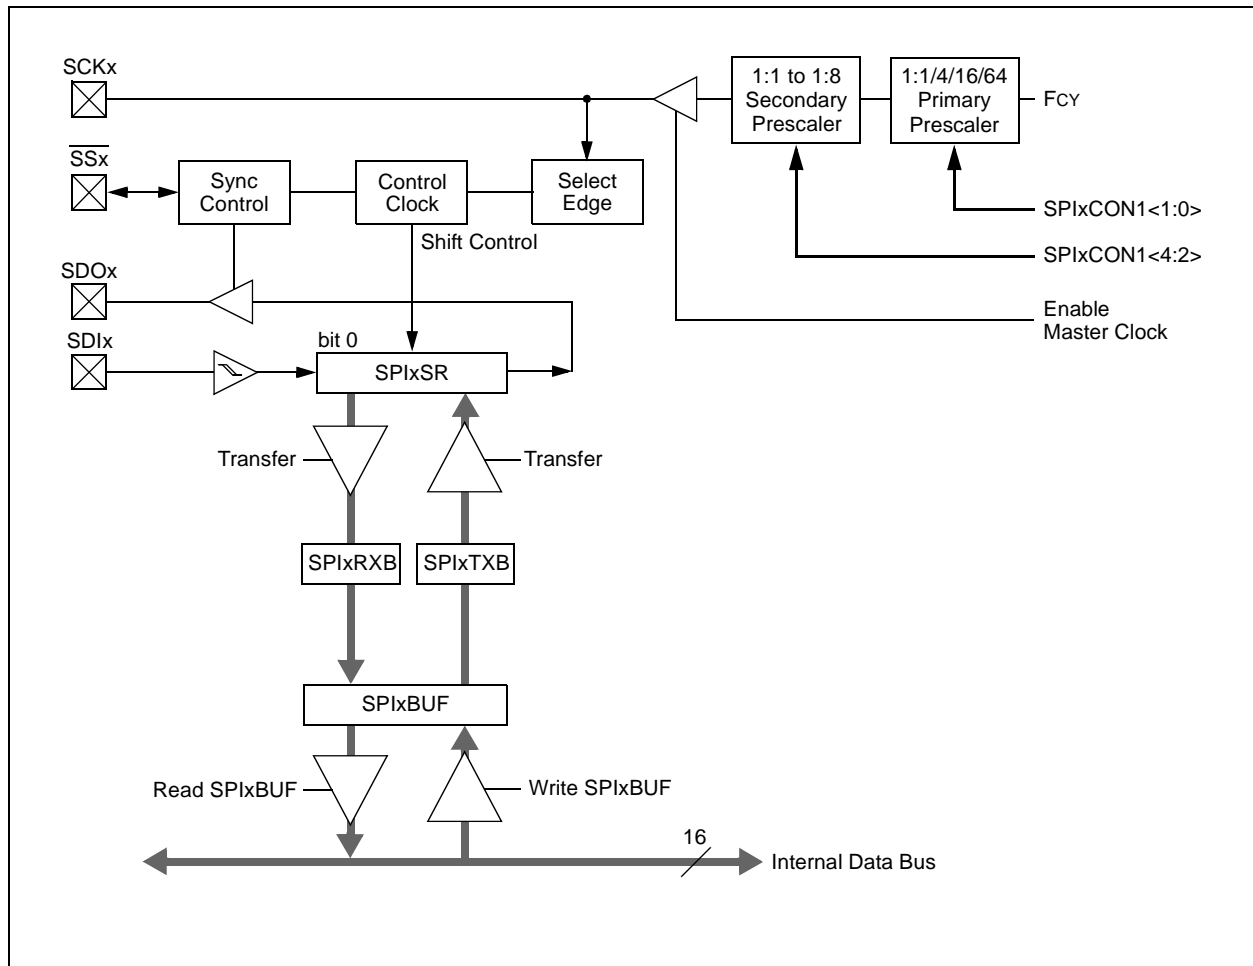 SCKx
1:1 to 1:8
Secondary
Prescaler
1:1/4/16/64
Primary
Prescaler
FCY
SSx
Sync
Control
Control
Clock
Select
Edge
SPIxCON1<1:0>
Shift Control
SPIxCON1<4:2>
SDOx
Enable
Master Clock
SDIx
bit 0
SPIxSR
Transfer
Transfer
SPIxRXB
SPIxTXB
SPIxBUF
Read SPIxBUF
Write SPIxBUF
16
Internal Data Bus